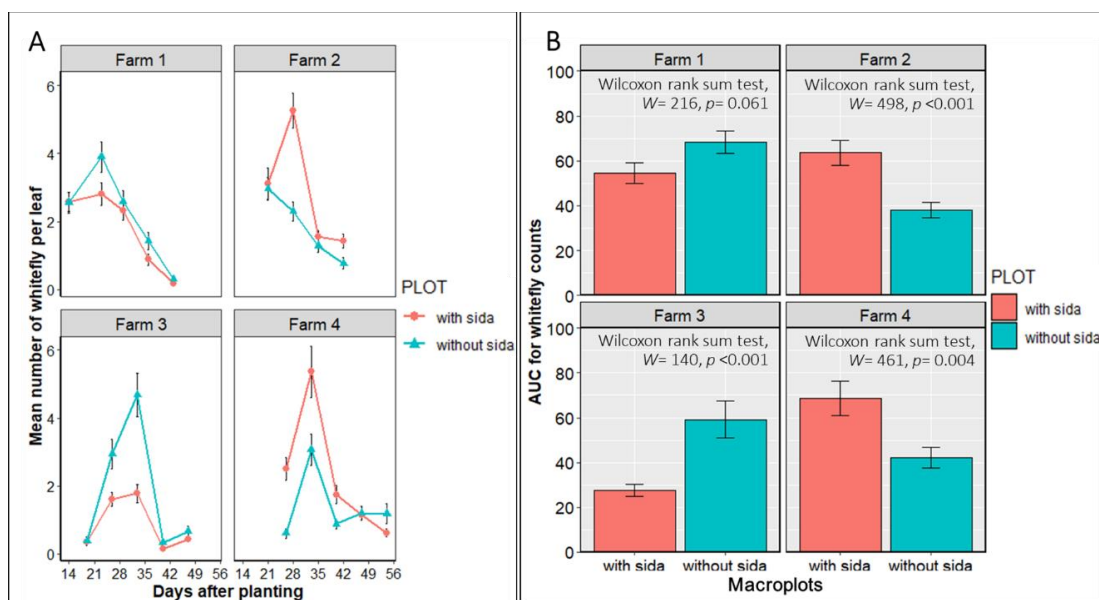 A
Farm 1
Farm 2
6
4
2
0
Farm 3
Farm 4
6
4
2
0
14 21 28 35 42 49 56
14 21 28 35 42 49 56
Days after planting
Mean number of whitefly per leaf
PLOT
with sida
without sida
B
Farm 1
Farm 2
100
80
60
40
20
0
Wilcoxon rank sum test,
W= 216, p= 0.061
Wilcoxon rank sum test,
W= 498, p <0.001
Farm 3
Farm 4
100
80
60
40
20
0
Wilcoxon rank sum test,
W= 140, p <0.001
Wilcoxon rank sum test,
W= 461, p= 0.004
with sida without sida
with sida without sida
Macroplots
AUC for whitefly counts
PLOT
with sida
without sida